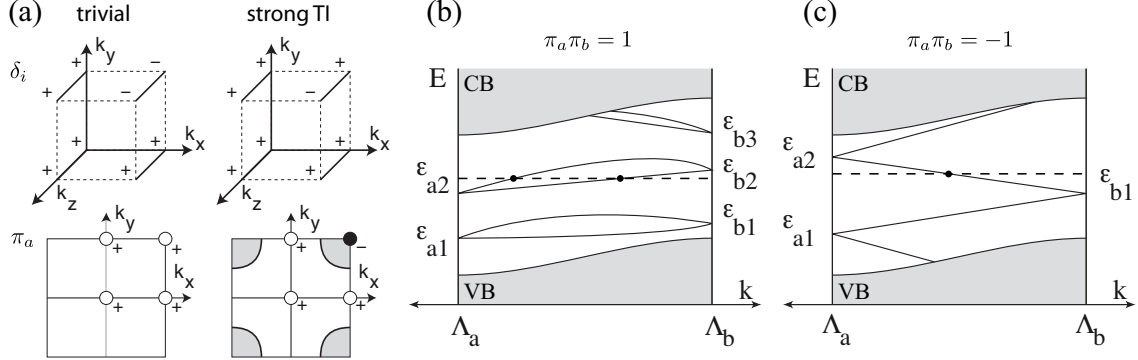 (a) trivial strong TI
δ_i
k_y k_y
+ − + +
+ − + −
+ + k_x + + k_x
+ + + +
k_z k_z
π_a
k_y k_y
+ + + −
k_x k_x
+ + + +
(b)
π_a π_b = 1
E
CB
ε_a2
ε_a1
ε_b3
ε_b2
ε_b1
VB
k
Λ_a Λ_b
(c)
π_a π_b = −1
E
CB
ε_a2
ε_a1
ε_b1
VB
k
Λ_a Λ_b